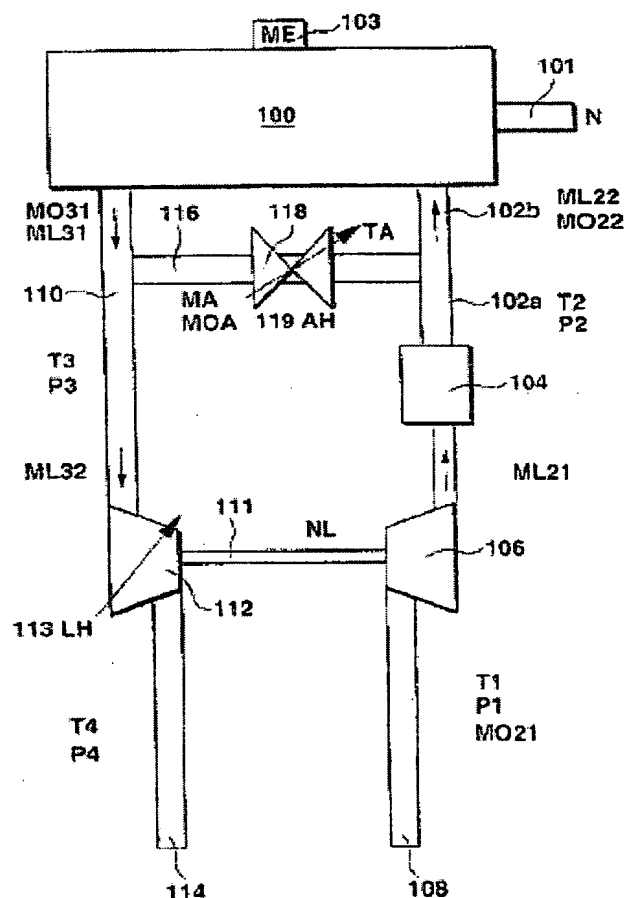 ME
103
101
100
N
MO31
ML31
118
102b
ML22
MO22
116
TA
110
MA
MOA
119 AH
102a
T2
P2
T3
P3
104
ML32
ML21
111
NL
106
112
113 LH
T1
P1
MO21
T4
P4
114
108